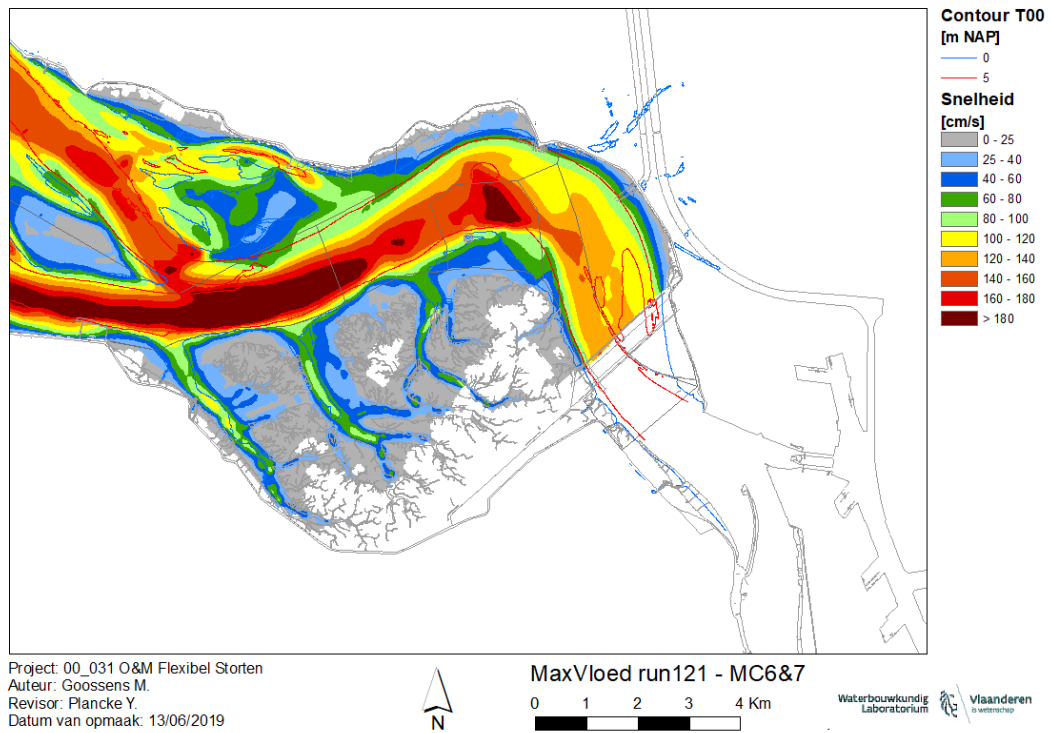 Contour T00
[m NAP]
0
5
Snelheid
[cm/s]
0 - 25
25 - 40
40 - 60
60 - 80
80 - 100
100 - 120
120 - 140
140 - 160
160 - 180
> 180
Project: 00_031 O&M Flexibel Storten
Auteur: Goossens M.
Revisor: Plancke Y.
Datum van opmaak: 13/06/2019
N
MaxVloed run121 - MC6&7
0 1 2 3 4 Km
Waterbouwkundig
Laboratorium
Vlaanderen
is wetenschap